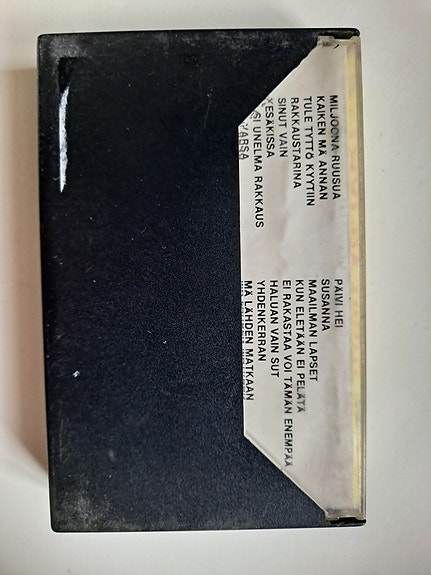 MILJOONA RUUSUA
KAIKEN MÄ ANNAN
TULE TYTTÖ KYYTIIN
RAKKAUSTARINA
SINUT VAIN
KESÄKISSA
UNELMA RAKKAUS
VARSA
PÄIVI HEI
SUSANNA
MAAILMAN LAPSET
KUN ELETÄÄN EI PELÄTÄ
EI RAKASTAA VOI TÄMÄN ENEMPÄÄ
HALUAN VAIN SUT
YHDENKERRAN
MÄ LÄHDEN MATKAAN